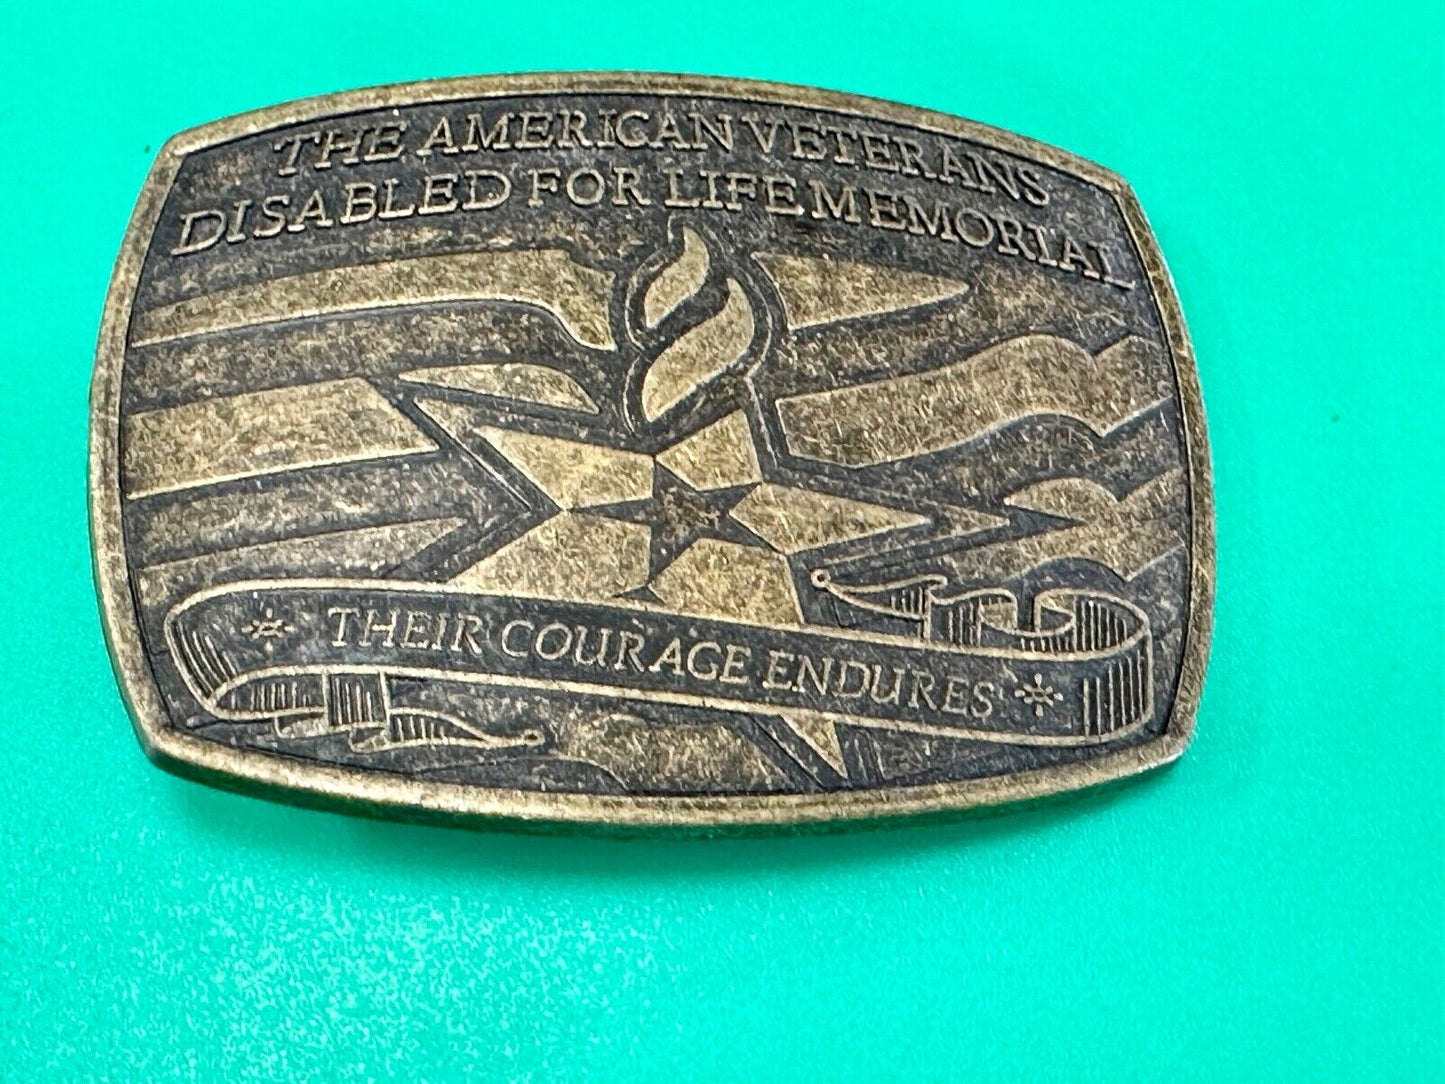 THE AMERICAN VETERANS
DISABLED FOR LIFE MEMORIAL
THEIR COURAGE ENDURES